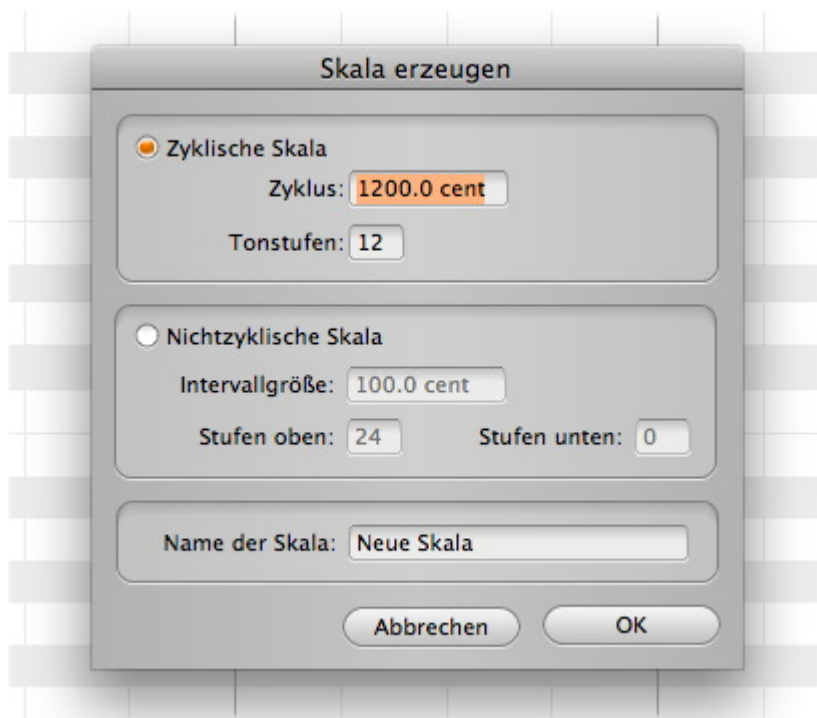 Skala erzeugen
Zyklische Skala
Zyklus: 1200.0 cent
Tonstufen: 12
Nichtzyklische Skala
Intervallgröße: 100.0 cent
Stufen oben: 24 Stufen unten: 0
Name der Skala: Neue Skala
Abbrechen OK